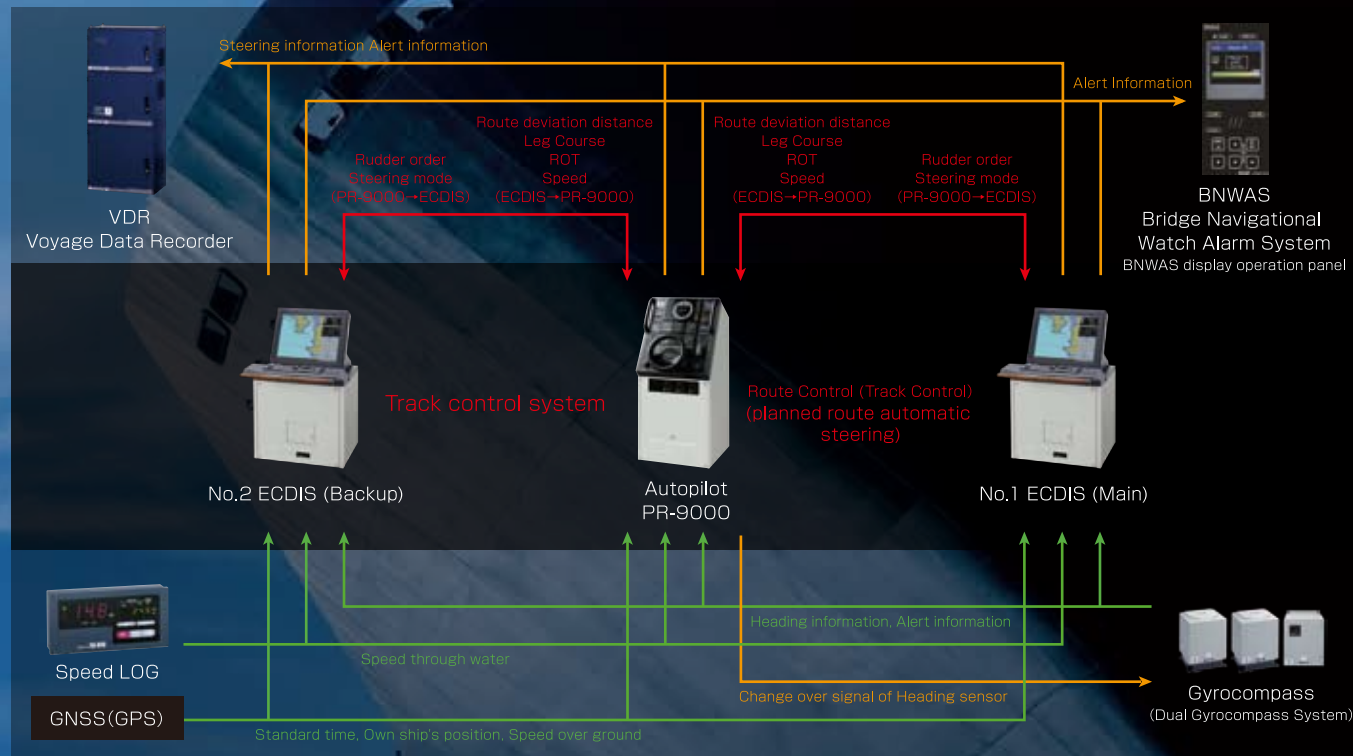 Steering information Alert information
Alert Information
Route deviation distance
Leg Course
ROT
Speed
(ECDIS→PR-9000)
Route deviation distance
Leg Course
ROT
Speed
(ECDIS→PR-9000)
Rudder order
Steering mode
(PR-9000→ECDIS)
Rudder order
Steering mode
(PR-9000→ECDIS)
VDR
Voyage Data Recorder
BNWAS
Bridge Navigational
Watch Alarm System
BNWAS display operation panel
Track control system
Route Control (Track Control)
(planned route automatic
steering)
No.2 ECDIS (Backup)
Autopilot
PR-9000
No.1 ECDIS (Main)
14.8
Heading information, Alert information
Speed through water
Speed LOG
Change over signal of Heading sensor
Gyrocompass
(Dual Gyrocompass System)
GNSS(GPS)
Standard time, Own ship's position, Speed over ground